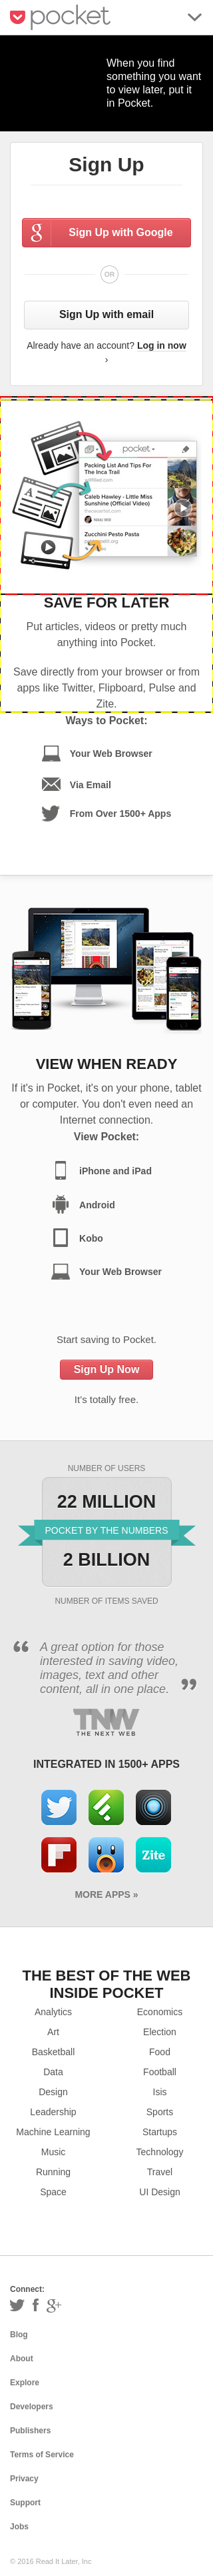 pocket
When you find
something you want
to view later, put it
in Pocket.
Sign Up
Sign Up with Google
OR
Sign Up with email
Already have an account? Log in now
›
pocket
Packing List And Tips For
The Inca Trail
Caleb Hawley - Little Miss
Sunshine (Official Video)
Zucchini Pesto Pasta
SAVE FOR LATER
Put articles, videos or pretty much
anything into Pocket.
Save directly from your browser or from
apps like Twitter, Flipboard, Pulse and
Zite.
Ways to Pocket:
Your Web Browser
Via Email
From Over 1500+ Apps
VIEW WHEN READY
If it's in Pocket, it's on your phone, tablet
or computer. You don't even need an
Internet connection.
View Pocket:
iPhone and iPad
Android
Kobo
Your Web Browser
Start saving to Pocket.
Sign Up Now
It's totally free.
NUMBER OF USERS
22 MILLION
POCKET BY THE NUMBERS
2 BILLION
NUMBER OF ITEMS SAVED
“ A great option for those
interested in saving video,
images, text and other
content, all in one place. ”
TNW
THE NEXT WEB
INTEGRATED IN 1500+ APPS
Zite
MORE APPS »
THE BEST OF THE WEB
INSIDE POCKET
Analytics Economics
Art Election
Basketball Food
Data Football
Design Isis
Leadership Sports
Machine Learning Startups
Music Technology
Running Travel
Space UI Design
Connect:
Blog
About
Explore
Developers
Publishers
Terms of Service
Privacy
Support
Jobs
© 2016 Read It Later, Inc